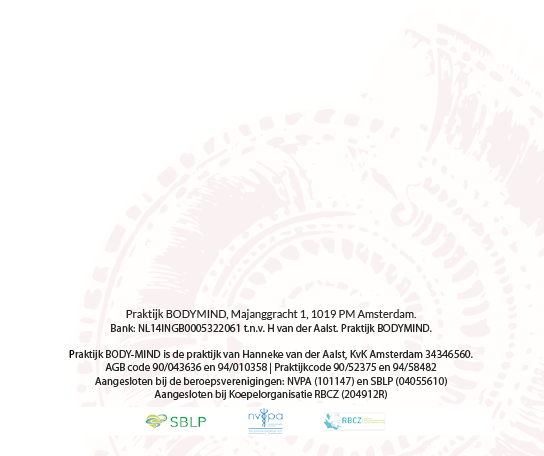 Praktijk BODYMIND, Majanggracht 1, 1019 PM Amsterdam.
Bank: NL14INGB0005322061 t.n.v. H van der Aalst. Praktijk BODYMIND.
Praktijk BODY-MIND is de praktijk van Hanneke van der Aalst, KvK Amsterdam 34346560.
AGB code 90/043636 en 94/010358 | Praktijkcode 90/52375 en 94/58482
Aangesloten bij de beroepsverenigingen: NVPA (101147) en SBLP (04055610)
Aangesloten bij Koepelorganisatie RBCZ (204912R)
SBLP nvpa RBCZ